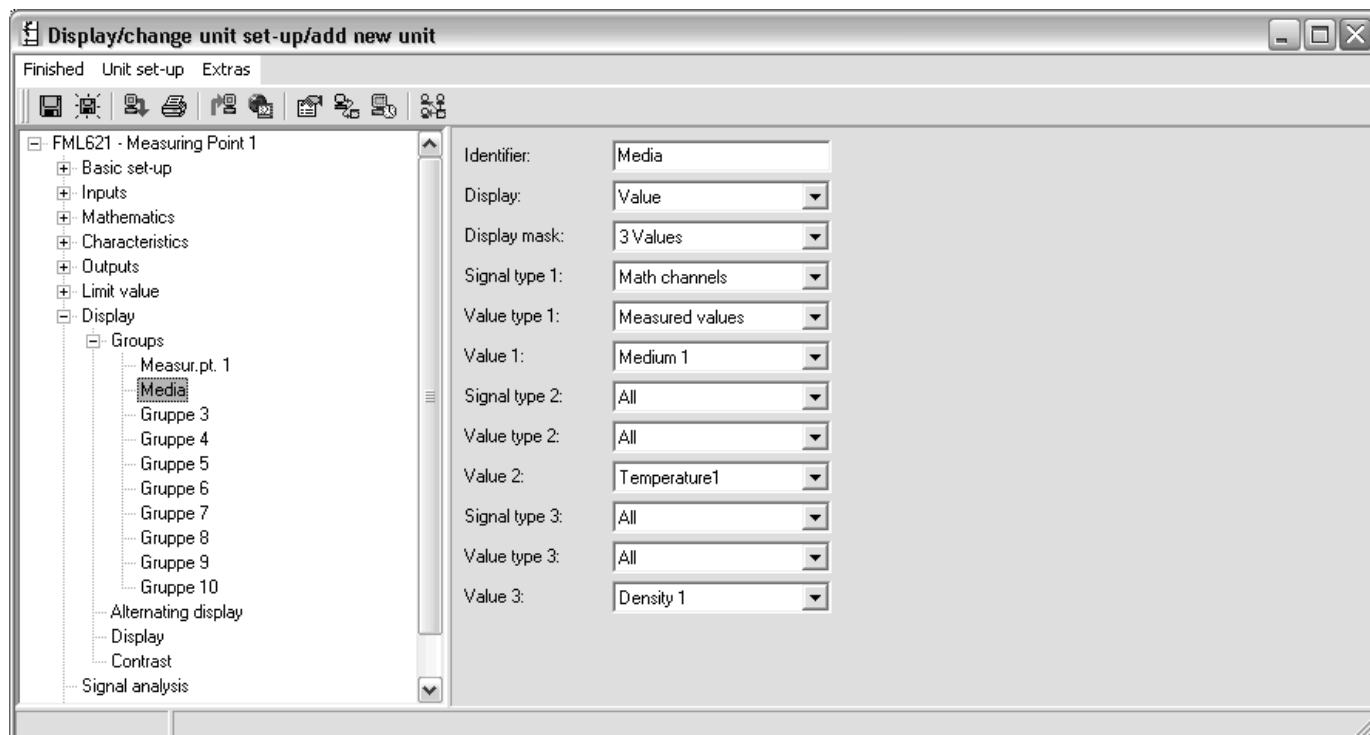 Display/change unit set-up/add new unit
Finished Unit set-up Extras
FML621 - Measuring Point 1
Basic set-up
Inputs
Mathematics
Characteristics
Outputs
Limit value
Display
Groups
Measur.pt. 1
Media
Gruppe 3
Gruppe 4
Gruppe 5
Gruppe 6
Gruppe 7
Gruppe 8
Gruppe 9
Gruppe 10
Alternating display
Display
Contrast
Signal analysis
Identifier: Media
Display: Value
Display mask: 3 Values
Signal type 1: Math channels
Value type 1: Measured values
Value 1: Medium 1
Signal type 2: All
Value type 2: All
Value 2: Temperature1
Signal type 3: All
Value type 3: All
Value 3: Density 1